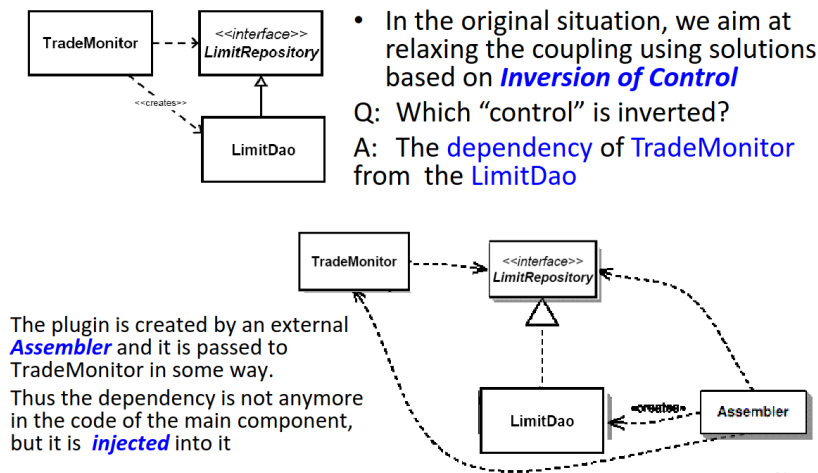 TradeMonitor
<<interface>>
LimitRepository
<<creates>>
LimitDao
• In the original situation, we aim at
relaxing the coupling using solutions
based on Inversion of Control
Q: Which “control” is inverted?
A: The dependency of TradeMonitor
from the LimitDao
TradeMonitor
<<interface>>
LimitRepository
LimitDao
creates
Assembler
The plugin is created by an external
Assembler and it is passed to
TradeMonitor in some way.
Thus the dependency is not anymore
in the code of the main component,
but it is injected into it